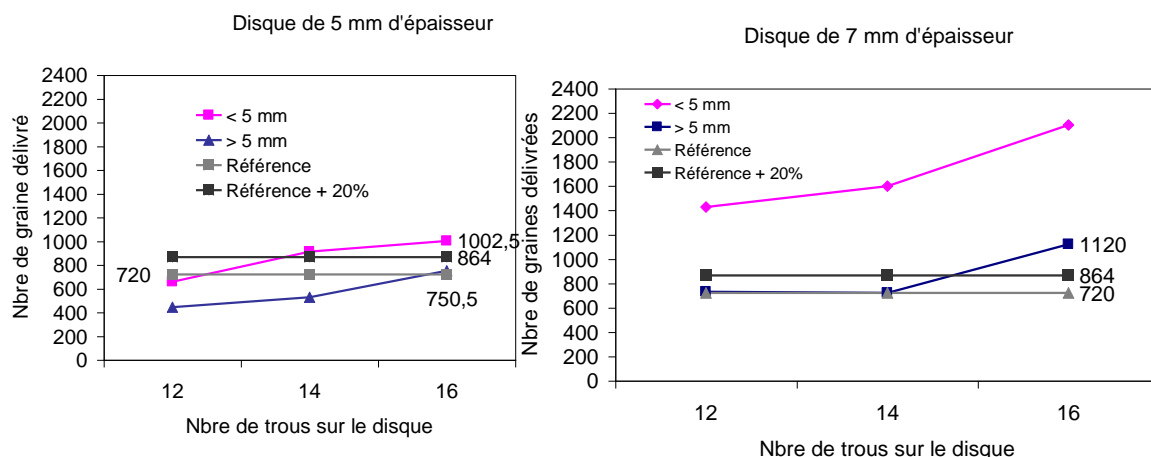 Disque de 5 mm d'épaisseur
Nbre de graine délivré
2400
2200
2000
1800
1600
1400
1200
1000
800
600
400
200
0
< 5 mm
> 5 mm
Référence
Référence + 20%
720
1002,5
864
750,5
12 14 16
Nbre de trous sur le disque
Disque de 7 mm d'épaisseur
Nbre de graines délivrées
2400
2200
2000
1800
1600
1400
1200
1000
800
600
400
200
0
< 5 mm
> 5 mm
Référence
Référence + 20%
1120
864
720
12 14 16
Nbre de trous sur le disque